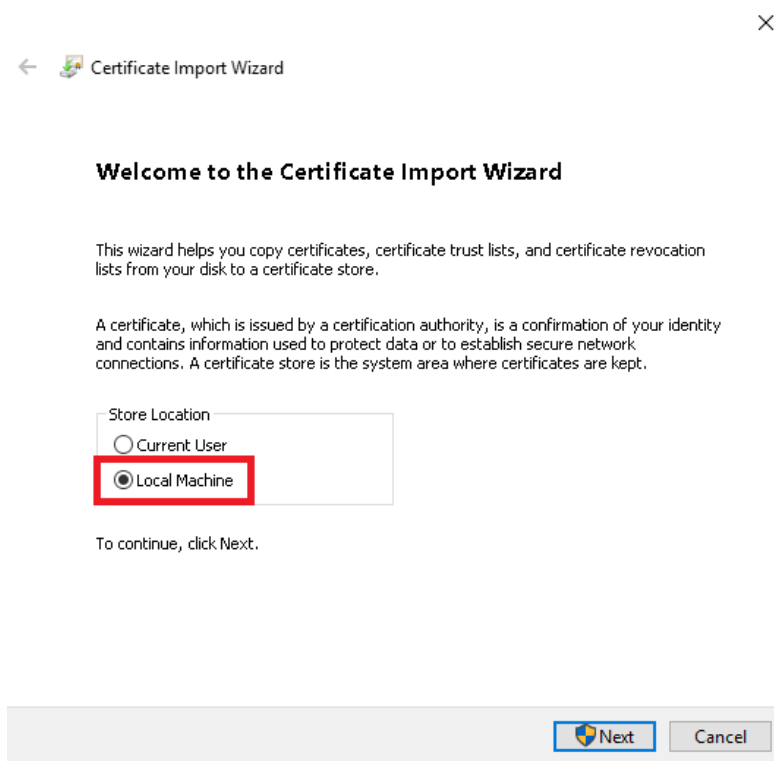 Certificate Import Wizard
Welcome to the Certificate Import Wizard
This wizard helps you copy certificates, certificate trust lists, and certificate revocation
lists from your disk to a certificate store.
A certificate, which is issued by a certification authority, is a confirmation of your identity
and contains information used to protect data or to establish secure network
connections. A certificate store is the system area where certificates are kept.
Store Location
Current User
Local Machine
To continue, click Next.
Next Cancel